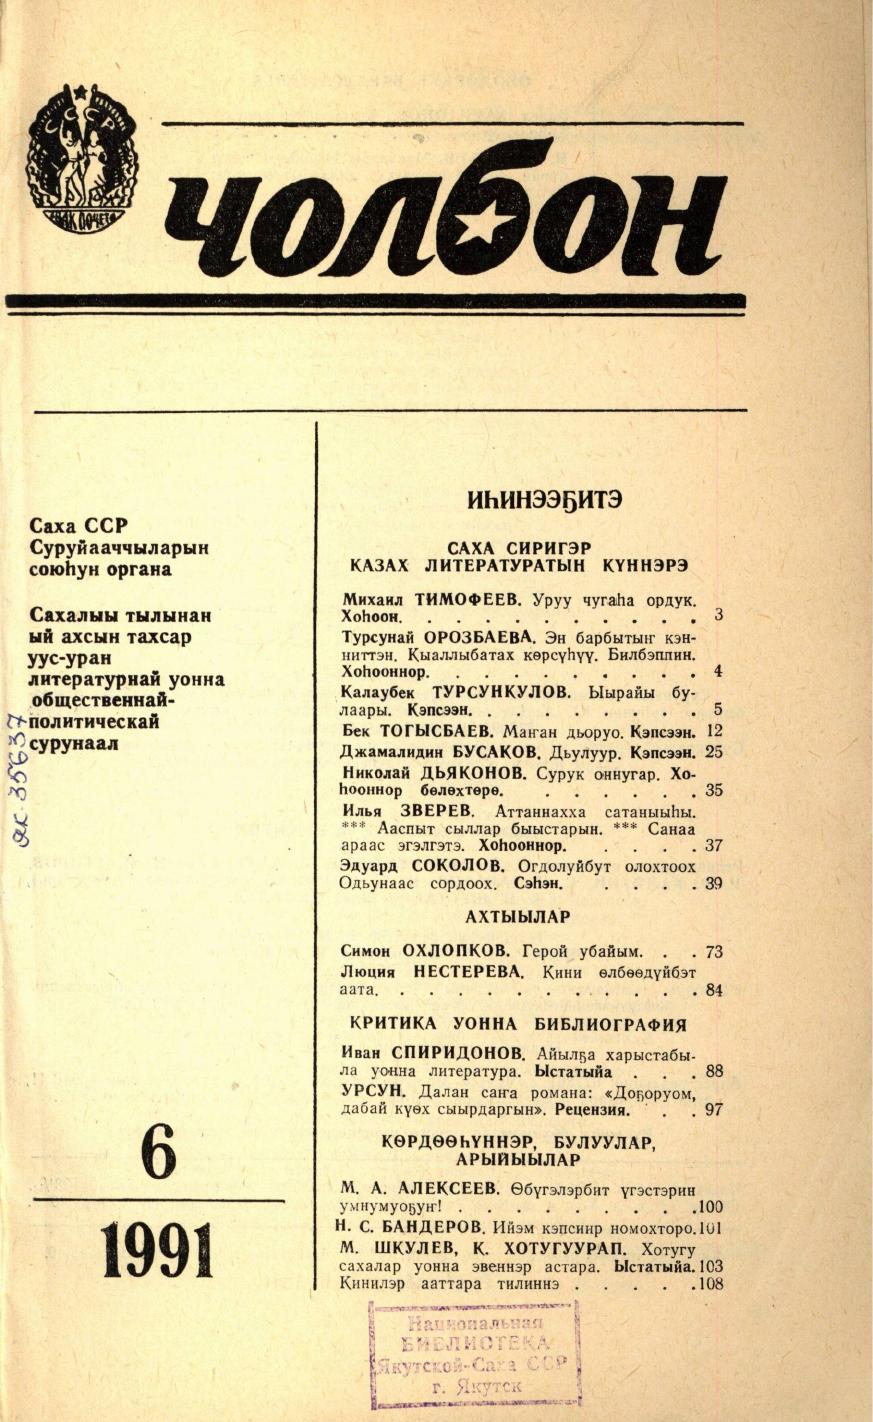 СССР
ЗНАК ПОЧЕТА
ЧОЛБОН
Саха ССР
Суруйааччыларын
союһун органа
Сахалыы тылынан
ый ахсын тахсар
уус-уран
литературнай уонна
общественнай-
политическай
сурунаал
6
1991
ИҺИНЭЭҔИТЭ
САХА СИРИГЭР
КАЗАХ ЛИТЕРАТУРАТЫН КҮННЭРЭ
Михаил ТИМОФЕЕВ. Уруу чугаһа ордук.
Хоһоон. . . . . . . . . . . 3
Турсунай ОРОЗБАЕВА. Эн барбытыҥ кэн-
ниттэн. Кыаллыбатах көрсүһүү. Билбэппин.
Хоһооннор. . . . . . . . . . 4
Калаубек ТУРСУНКУЛОВ. Ыырайы бу-
лаары. Кэпсээн. . . . . . . . . 5
Бек ТОГЫСБАЕВ. Маҥан дьоруо. Кэпсээн. 12
Джамалидин БУСАКОВ. Дьулуур. Кэпсээн. 25
Николай ДЬЯКОНОВ. Сурук оннугар. Хо-
һооннор бөлөхтөрө. . . . . . . 35
Илья ЗВЕРЕВ. Аттаннахха сатаныыһы.
*** Ааспыт сыллар быыстарын. *** Санаа
араас эгэлгэтэ. Хоһооннор. . . . . 37
Эдуард СОКОЛОВ. Огдолуйбут олохтоох
Одьунаас сордоох. Сэһэн. . . . . 39
АХТЫЫЛАР
Симон ОХЛОПКОВ. Герой убайым. . . 73
Люция НЕСТЕРЕВА. Кини өлбөөдүйбэт
аата. . . . . . . . . . . . 84
КРИТИКА УОННА БИБЛИОГРАФИЯ
Иван СПИРИДОНОВ. Айылҕа харыстабы-
ла уонна литература. Ыстатыйа . . . 88
УРСУН. Далан саҥа романа: «Доҕоруом,
дабай күөх сыырдаргын». Рецензия. . . . 97
КӨРДӨӨҺҮННЭР, БУЛУУЛАР,
АРЫЙЫЫЛАР
М. А. АЛЕКСЕЕВ. Өбүгэлэрбит үгэстэрин
умнумуоҕуҥ! . . . . . . . . .100
Н. С. БАНДЕРОВ. Ийэм кэпсиир номохторо.101
М. ШКУЛЕВ, К. ХОТУГУУРАП. Хотугу
сахалар уонна эвеннэр астара. Ыстатыйа.103
Кинилэр ааттара тилиннэ . . . . .108
Национальная
БИБЛИОТЕКА
Якутской-Саха ССР
г. Якутск